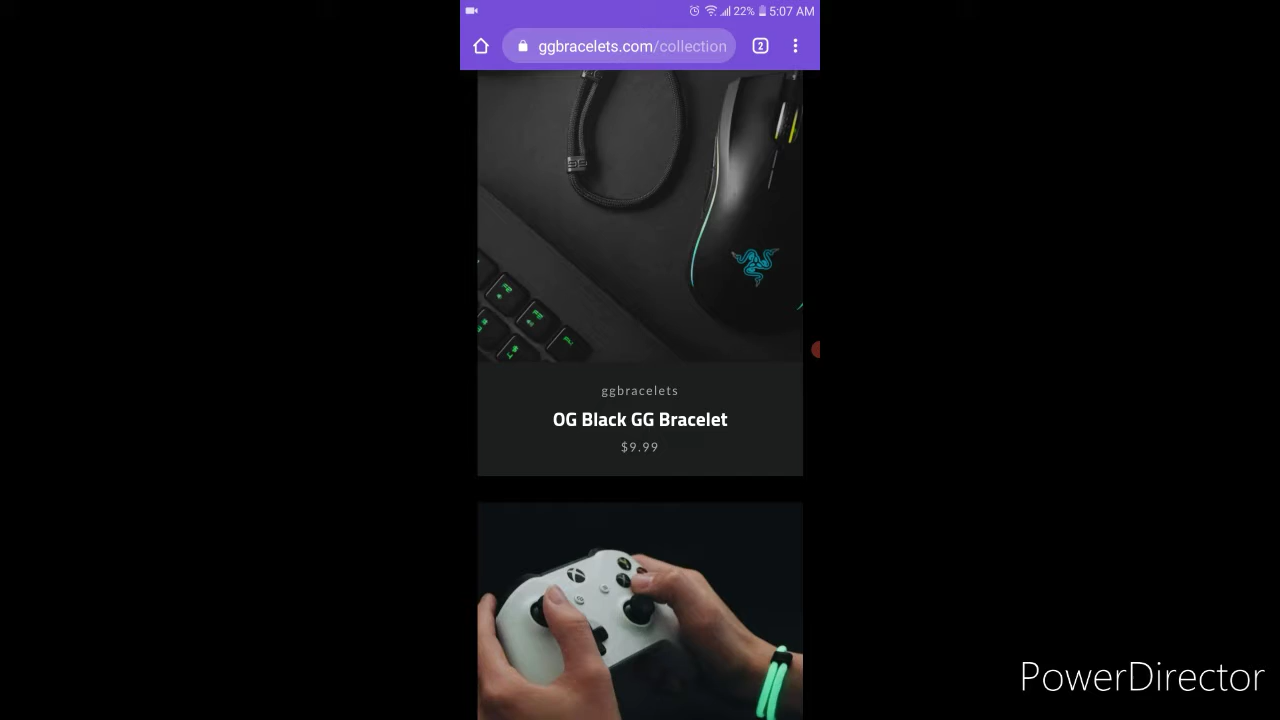 22% 5:07 AM
ggbracelets.com/collection 2
ggbracelets
OG Black GG Bracelet
$9.99
PowerDirector